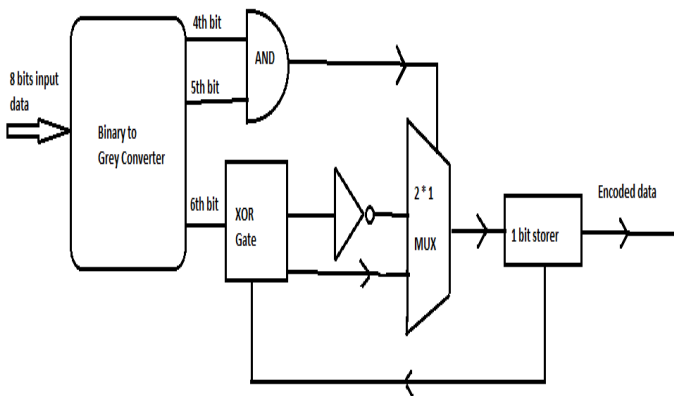 4th bit
AND
8 bits input
data
5th bit
Binary to
Grey Converter
6th bit
XOR
Gate
2 * 1
MUX
1 bit storer
Encoded data